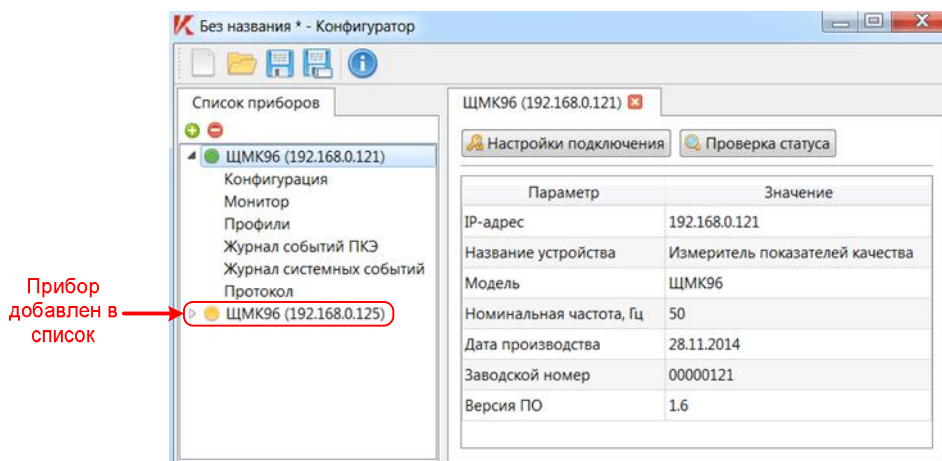 Без названия * - Конфигуратор
Список приборов
ЩМК96 (192.168.0.121)
Конфигурация
Монитор
Профили
Журнал событий ПКЭ
Журнал системных событий
Протокол
ЩМК96 (192.168.0.125)
Прибор
добавлен в
список
ЩМК96 (192.168.0.121)
Настройки подключения Проверка статуса
Параметр Значение
IP-адрес 192.168.0.121
Название устройства Измеритель показателей качества
Модель ЩМК96
Номинальная частота, Гц 50
Дата производства 28.11.2014
Заводской номер 00000121
Версия ПО 1.6